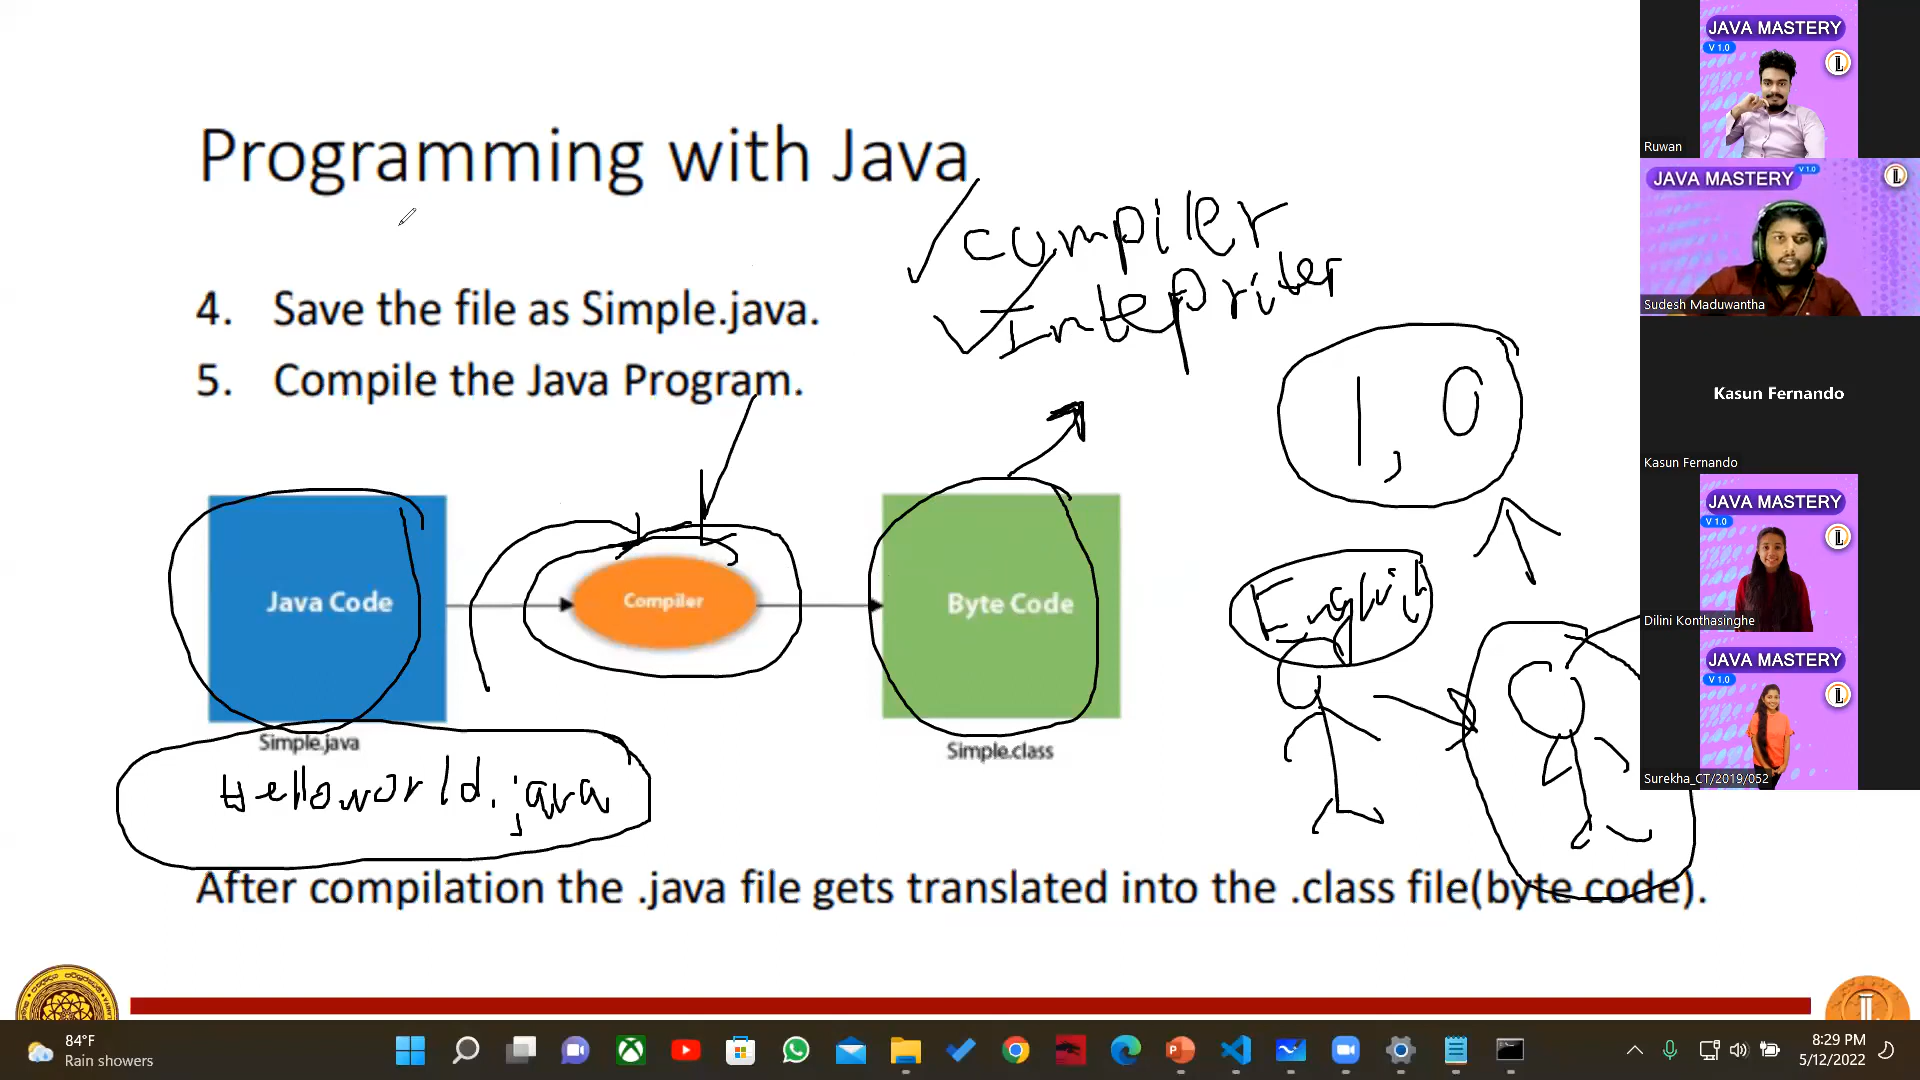 Programming with Java
compiler
Intepriter
4. Save the file as Simple.java.
5. Compile the Java Program.
1, 0
Java Code
Compiler
Byte Code
English
Simple.java
Simple.class
Helloworld.java
After compilation the .java file gets translated into the .class file(byte code).
JAVA MASTERY
V 1.0
Ruwan
JAVA MASTERY
V 1.0
Sudesh Maduwantha
Kasun Fernando
Kasun Fernando
JAVA MASTERY
V 1.0
Dilini Konthasinghe
JAVA MASTERY
V 1.0
Surekha_CT/2019/052
84°F
Rain showers
8:29 PM
5/12/2022